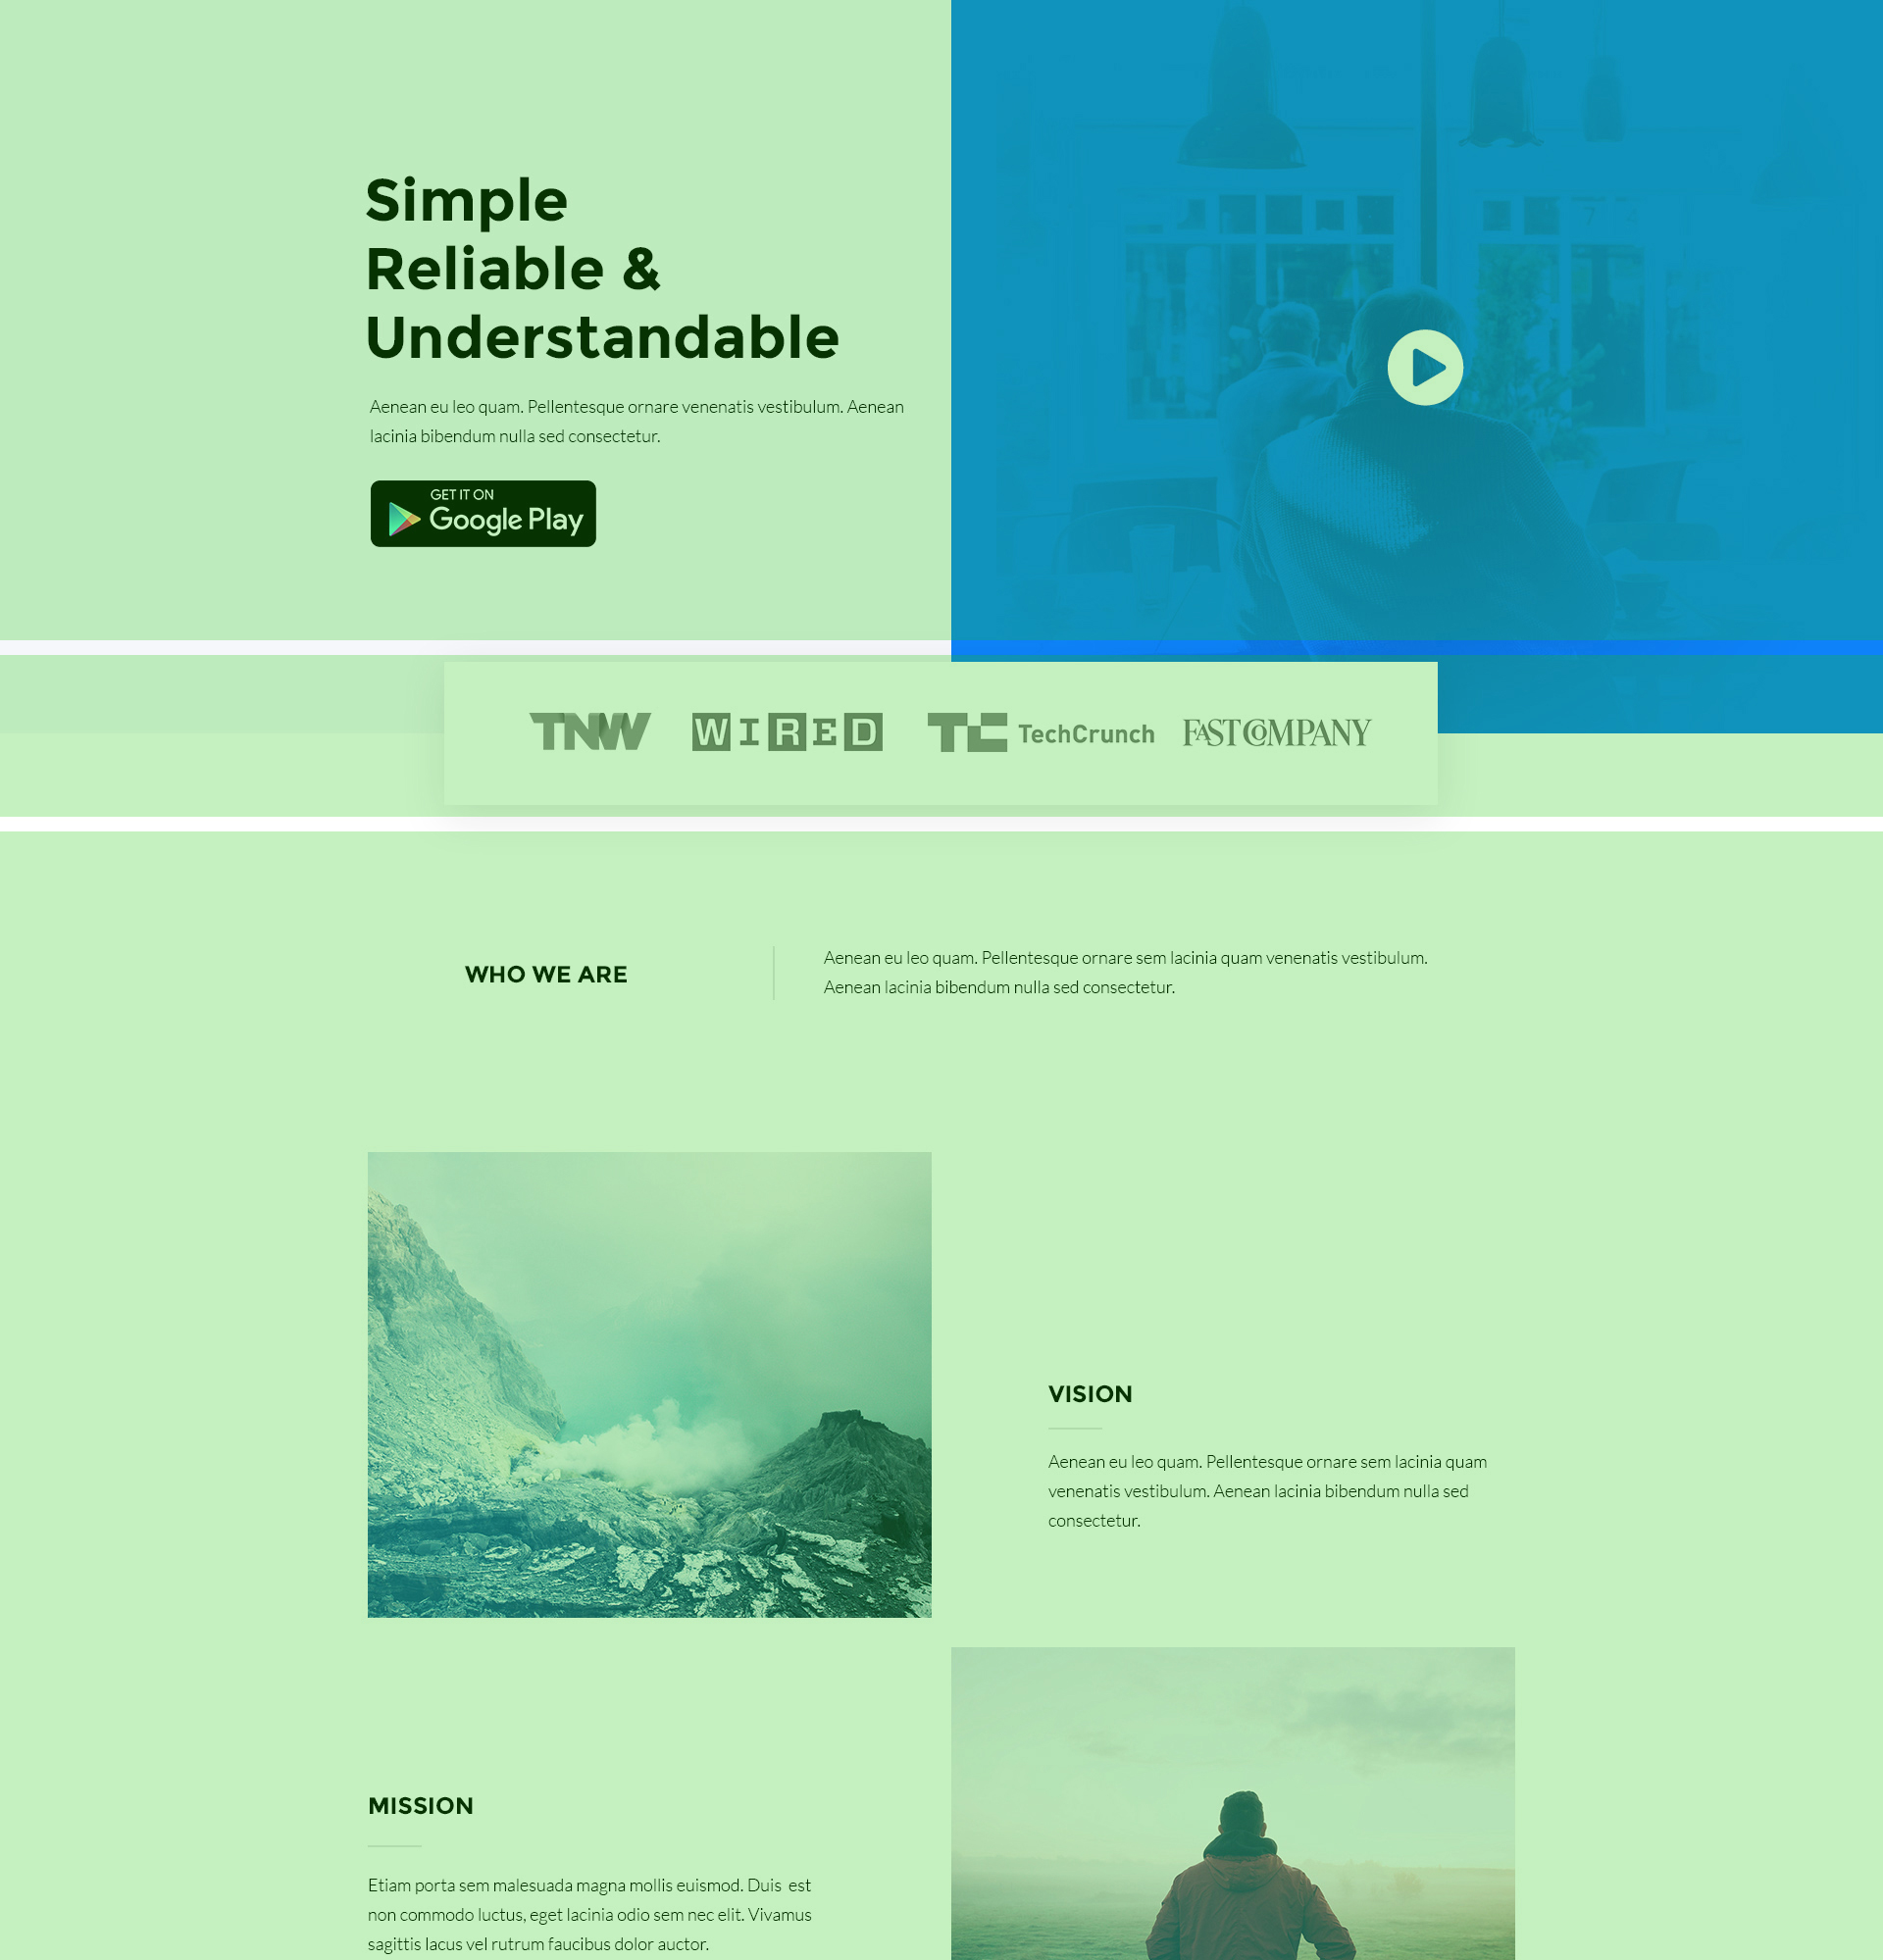 Simple
Reliable &
Understandable
Aenean eu leo quam. Pellentesque ornare venenatis vestibulum. Aenean
lacinia bibendum nulla sed consectetur.
GET IT ON
Google Play
TNW WIRED TC TechCrunch FAST COMPANY
WHO WE ARE
Aenean eu leo quam. Pellentesque ornare sem lacinia quam venenatis vestibulum.
Aenean lacinia bibendum nulla sed consectetur.
VISION
Aenean eu leo quam. Pellentesque ornare sem lacinia quam
venenatis vestibulum. Aenean lacinia bibendum nulla sed
consectetur.
MISSION
Etiam porta sem malesuada magna mollis euismod. Duis est
non commodo luctus, eget lacinia odio sem nec elit. Vivamus
sagittis lacus vel rutrum faucibus dolor auctor.